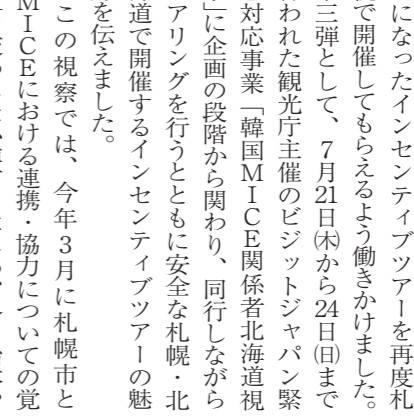 になったインセンティブツアーを再度札
で開催してもらえるよう働きかけました。
三弾として、7月21日㈭から24日㈰まで
われた観光庁主催のビジットジャパン緊
対応事業「韓国MICE関係者北海道視
」に企画の段階から関わり、同行しながら
アリングを行うとともに安全な札幌・北
道で開催するインセンティブツアーの魅
を伝えました。
この視察では、今年3月に札幌市と
MICEにおける連携・協力についての覚